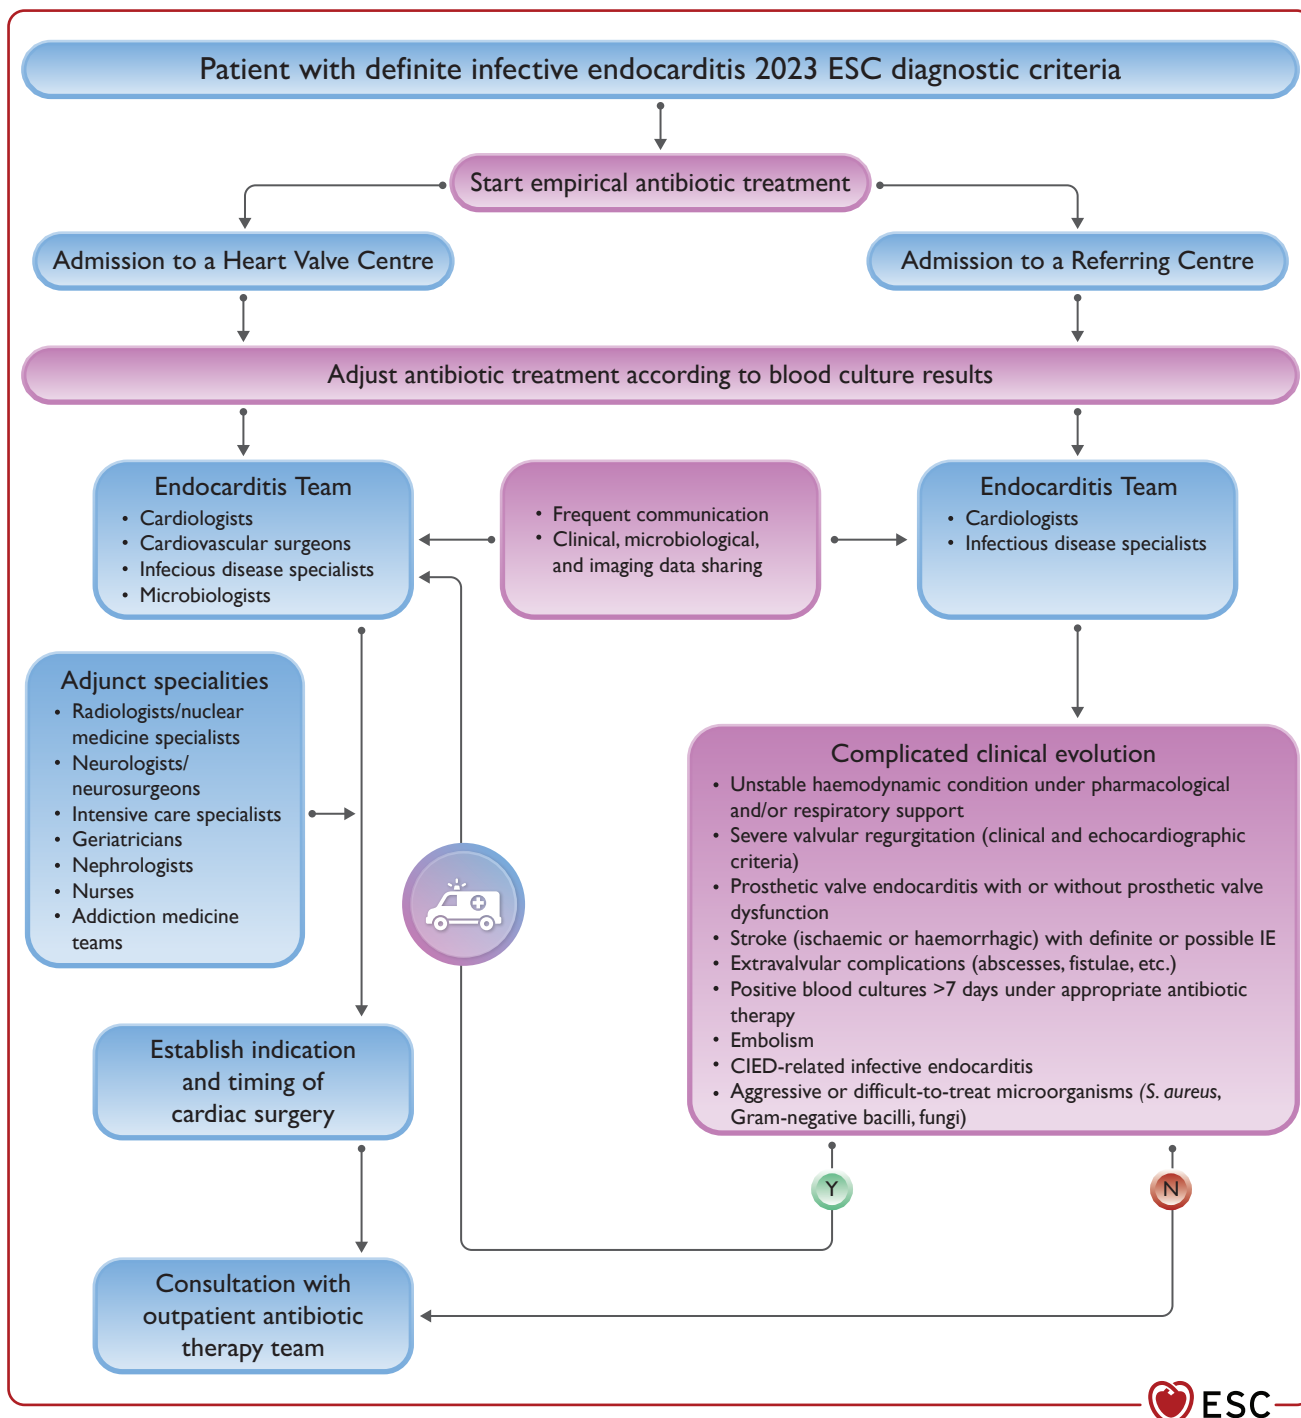 Patient with definite infective endocarditis 2023 ESC diagnostic criteria
Start empirical antibiotic treatment
Admission to a Heart Valve Centre
Admission to a Referring Centre
Adjust antibiotic treatment according to blood culture results
Endocarditis Team
• Cardiologists
• Cardiovascular surgeons
• Infecious disease specialists
• Microbiologists
• Frequent communication
• Clinical, microbiological,
and imaging data sharing
Endocarditis Team
• Cardiologists
• Infectious disease specialists
Adjunct specialities
• Radiologists/nuclear
medicine specialists
• Neurologists/
neurosurgeons
• Intensive care specialists
• Geriatricians
• Nephrologists
• Nurses
• Addiction medicine
teams
Complicated clinical evolution
• Unstable haemodynamic condition under pharmacological
and/or respiratory support
• Severe valvular regurgitation (clinical and echocardiographic
criteria)
• Prosthetic valve endocarditis with or without prosthetic valve
dysfunction
• Stroke (ischaemic or haemorrhagic) with definite or possible IE
• Extravalvular complications (abscesses, fistulae, etc.)
• Positive blood cultures >7 days under appropriate antibiotic
therapy
• Embolism
• CIED-related infective endocarditis
• Aggressive or difficult-to-treat microorganisms (S. aureus,
Gram-negative bacilli, fungi)
Establish indication
and timing of
cardiac surgery
Y
N
Consultation with
outpatient antibiotic
therapy team
ESC